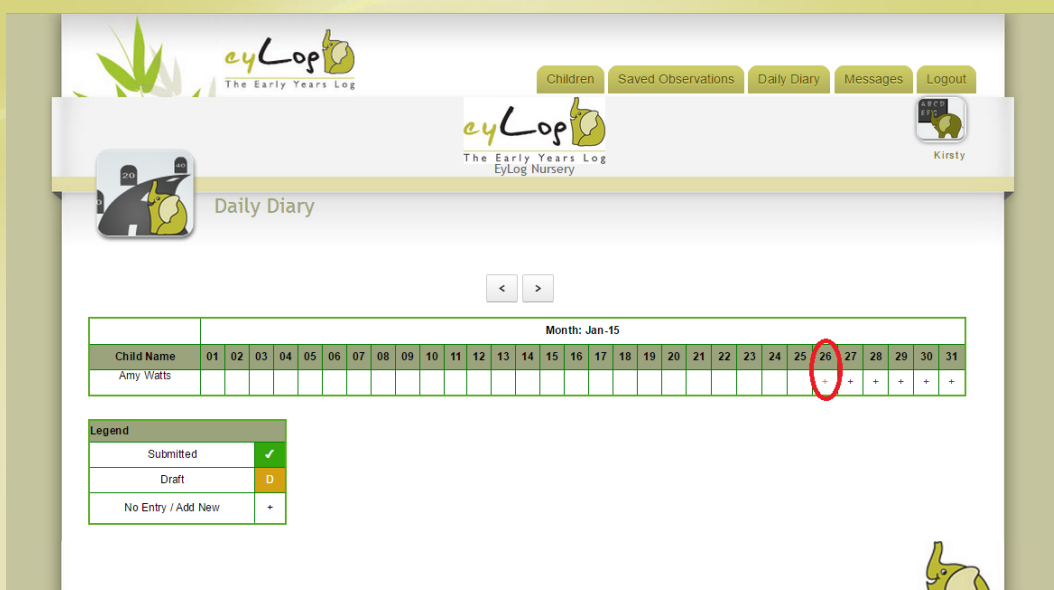 eyLog
The Early Years Log
Children Saved Observations Daily Diary Messages Logout
eyLog
The Early Years Log
EyLog Nursery
Kirsty
20 40
Daily Diary
< >
Month: Jan-15
Child Name 01 02 03 04 05 06 07 08 09 10 11 12 13 14 15 16 17 18 19 20 21 22 23 24 25 26 27 28 29 30 31
Amy Watts + + + + + +
Legend
Submitted ✓
Draft D
No Entry / Add New +